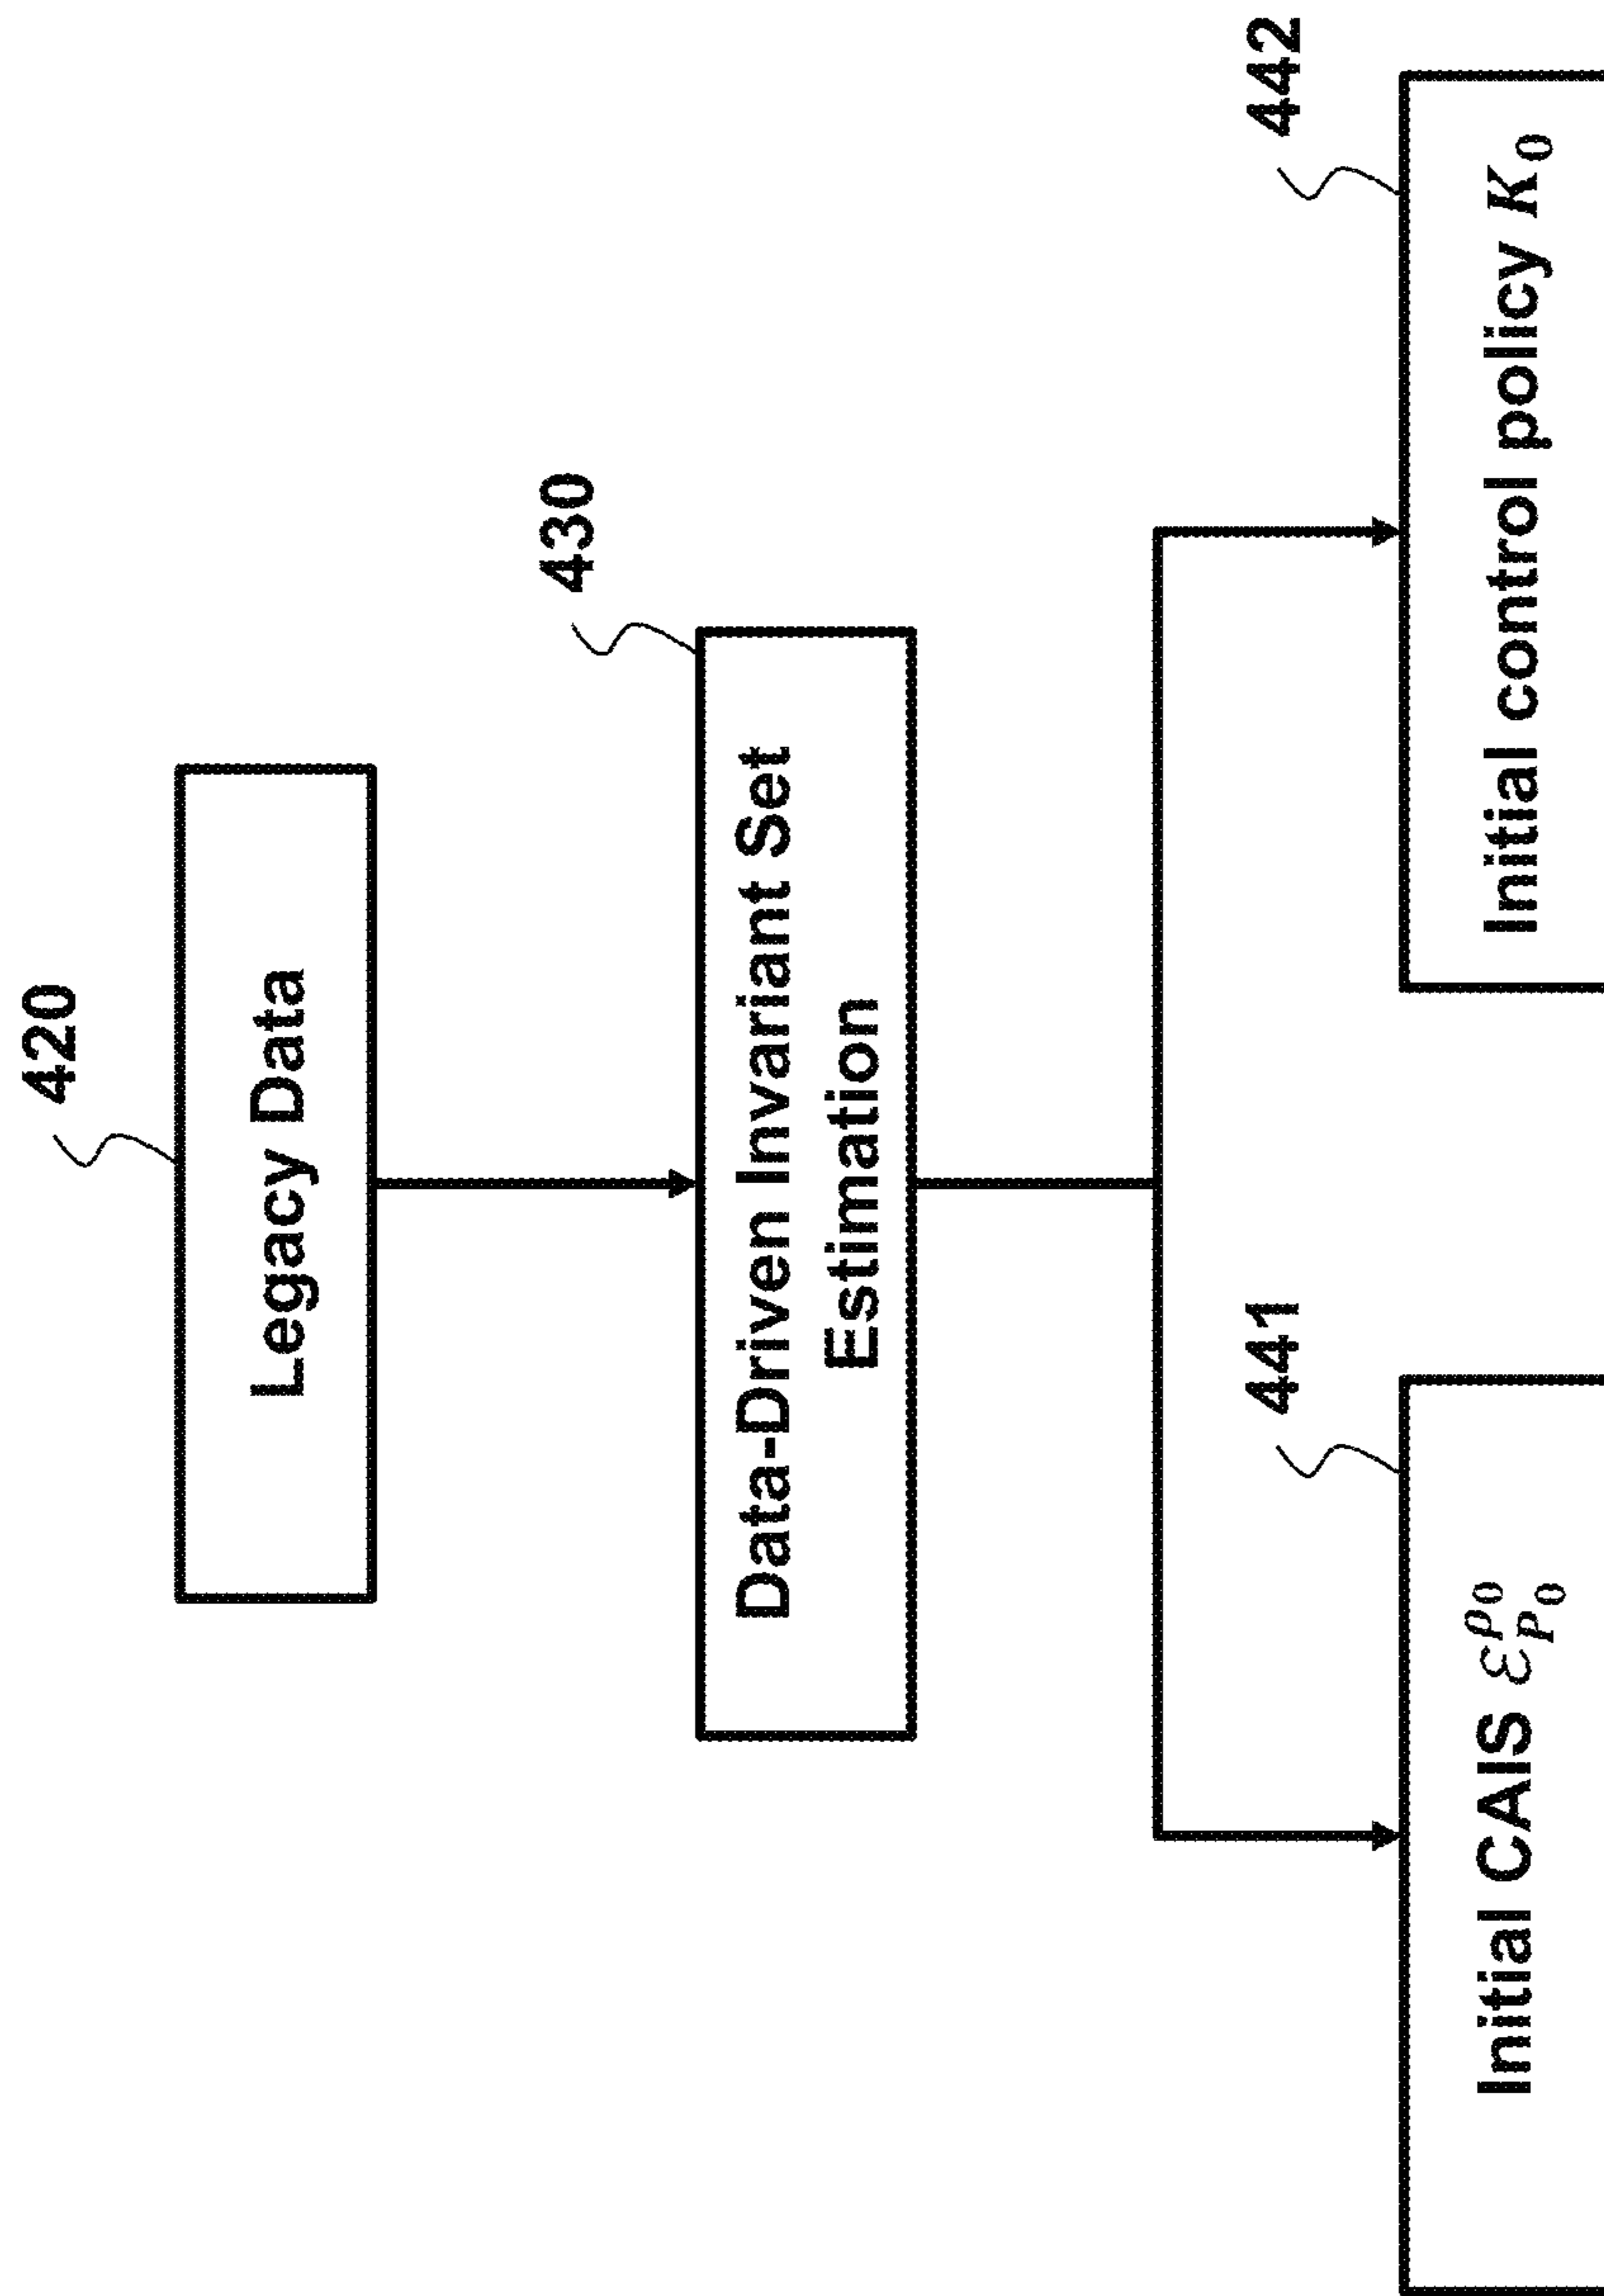 420
Legacy Data
430
Data-Driven Invariant Set
Estimation
441
Initial CAIS ε_{P_0}^{ρ_0}
442
Initial control policy K_0